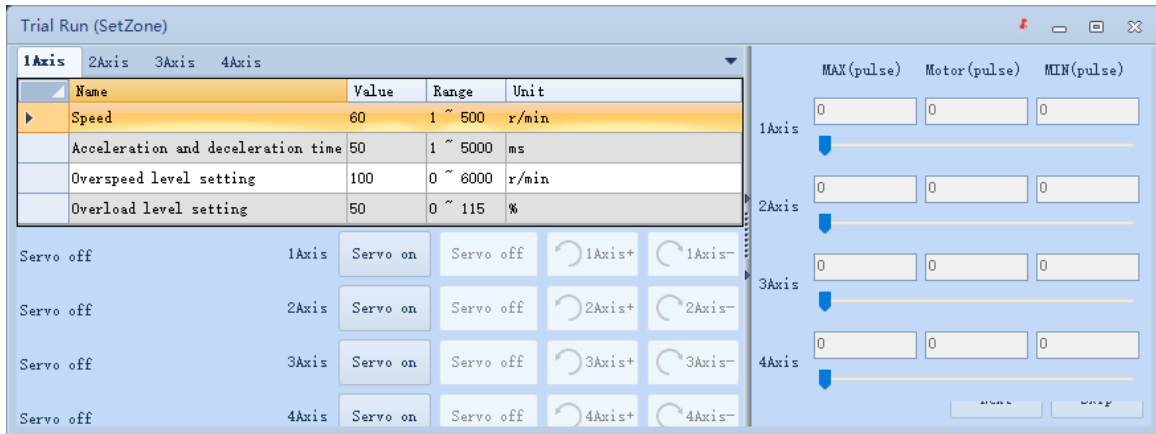 Trial Run (SetZone)
1Axis 2Axis 3Axis 4Axis
Name Value Range Unit
Speed 60 1 ~ 500 r/min
Acceleration and deceleration time 50 1 ~ 5000 ms
Overspeed level setting 100 0 ~ 6000 r/min
Overload level setting 50 0 ~ 115 %
Servo off 1Axis Servo on Servo off 1Axis+ 1Axis-
Servo off 2Axis Servo on Servo off 2Axis+ 2Axis-
Servo off 3Axis Servo on Servo off 3Axis+ 3Axis-
Servo off 4Axis Servo on Servo off 4Axis+ 4Axis-
MAX(pulse) Motor(pulse) MIN(pulse)
1Axis 0 0 0
2Axis 0 0 0
3Axis 0 0 0
4Axis 0 0 0
Next Skip